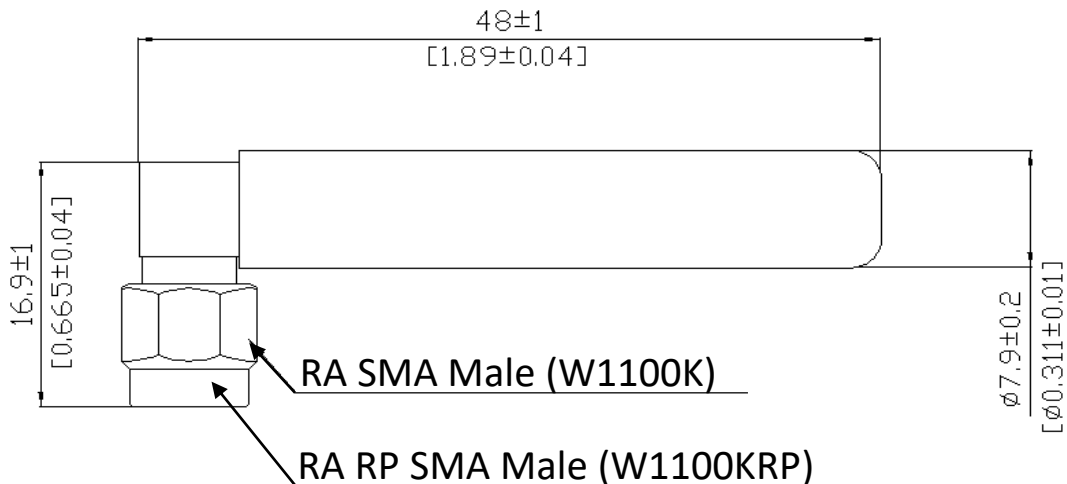 48±1
[1.89±0.04]
16.9±1
[0.665±0.04]
ø7.9±0.2
[ø0.311±0.01]
RA SMA Male (W1100K)
RA RP SMA Male (W1100KRP)